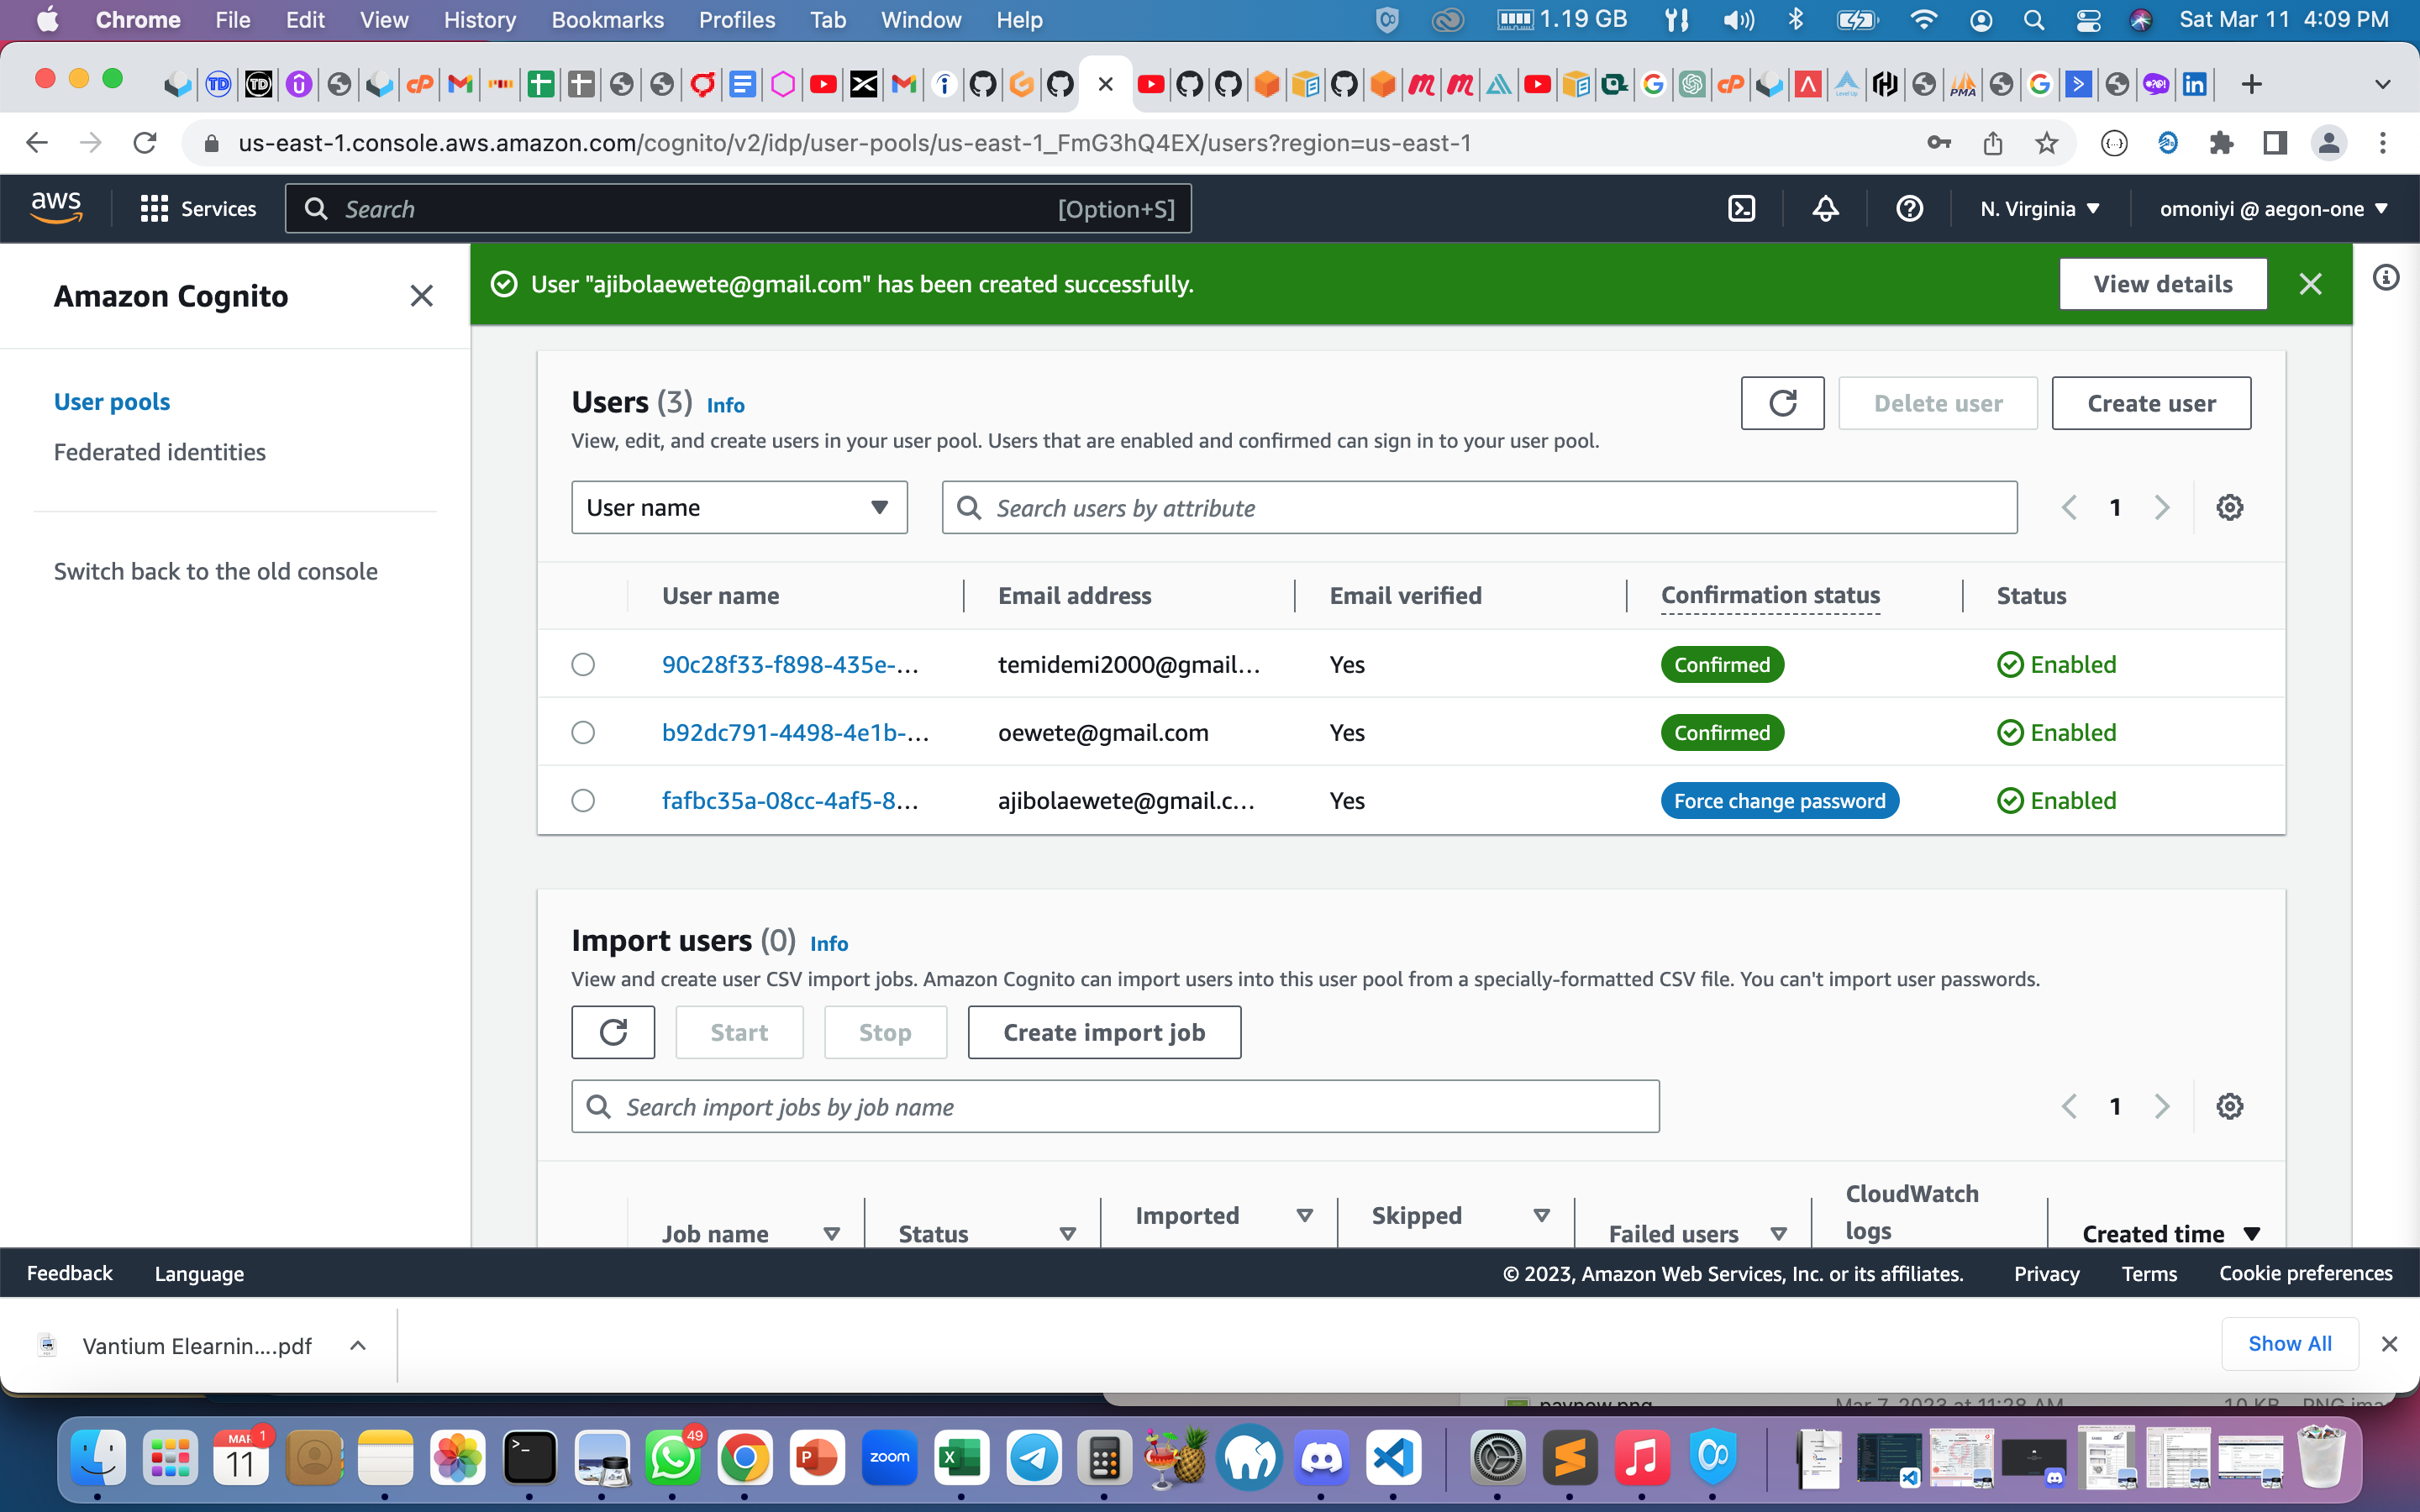 Chrome File Edit View History Bookmarks Profiles Tab Window Help 1.19 GB Sat Mar 11 4:09 PM
us-east-1.console.aws.amazon.com/cognito/v2/idp/user-pools/us-east-1_FmG3hQ4EX/users?region=us-east-1
aws Services Search [Option+S] N. Virginia omoniyi @ aegon-one
Amazon Cognito
User pools
Federated identities
Switch back to the old console
User "ajibolaewete@gmail.com" has been created successfully. View details
Users (3) Info
Delete user Create user
View, edit, and create users in your user pool. Users that are enabled and confirmed can sign in to your user pool.
User name Search users by attribute 1
User name Email address Email verified Confirmation status Status
90c28f33-f898-435e-... temidemi2000@gmail... Yes Confirmed Enabled
b92dc791-4498-4e1b-... oewete@gmail.com Yes Confirmed Enabled
fafbc35a-08cc-4af5-8... ajibolaewete@gmail.c... Yes Force change password Enabled
Import users (0) Info
View and create user CSV import jobs. Amazon Cognito can import users into this user pool from a specially-formatted CSV file. You can't import user passwords.
Start Stop Create import job
Search import jobs by job name 1
Job name Status Imported Skipped Failed users CloudWatch logs Created time
Feedback Language © 2023, Amazon Web Services, Inc. or its affiliates. Privacy Terms Cookie preferences
Vantium Elearnin....pdf Show All
MAR 1
11
49
zoom